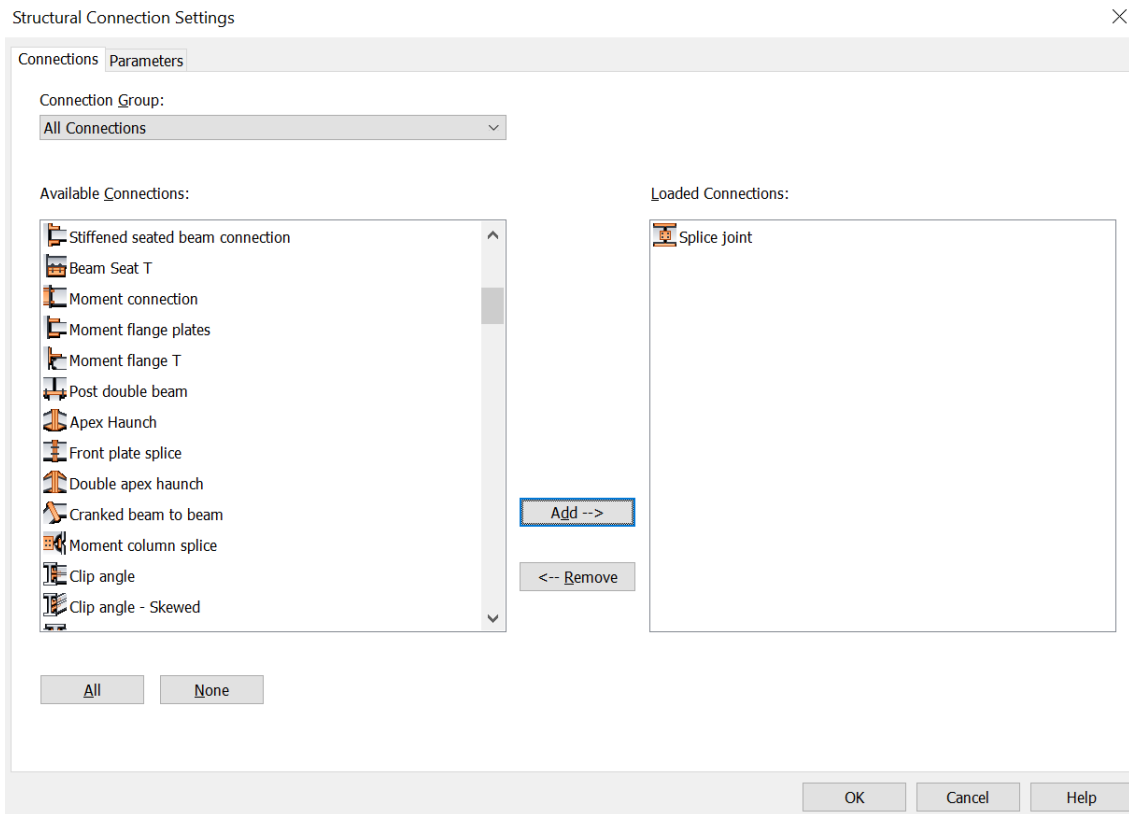 Structural Connection Settings
Connections
Parameters
Connection Group:
All Connections
Available Connections:
Stiffened seated beam connection
Beam Seat T
Moment connection
Moment flange plates
Moment flange T
Post double beam
Apex Haunch
Front plate splice
Double apex haunch
Cranked beam to beam
Moment column splice
Clip angle
Clip angle - Skewed
Add -->
<-- Remove
Loaded Connections:
Splice joint
All
None
OK
Cancel
Help